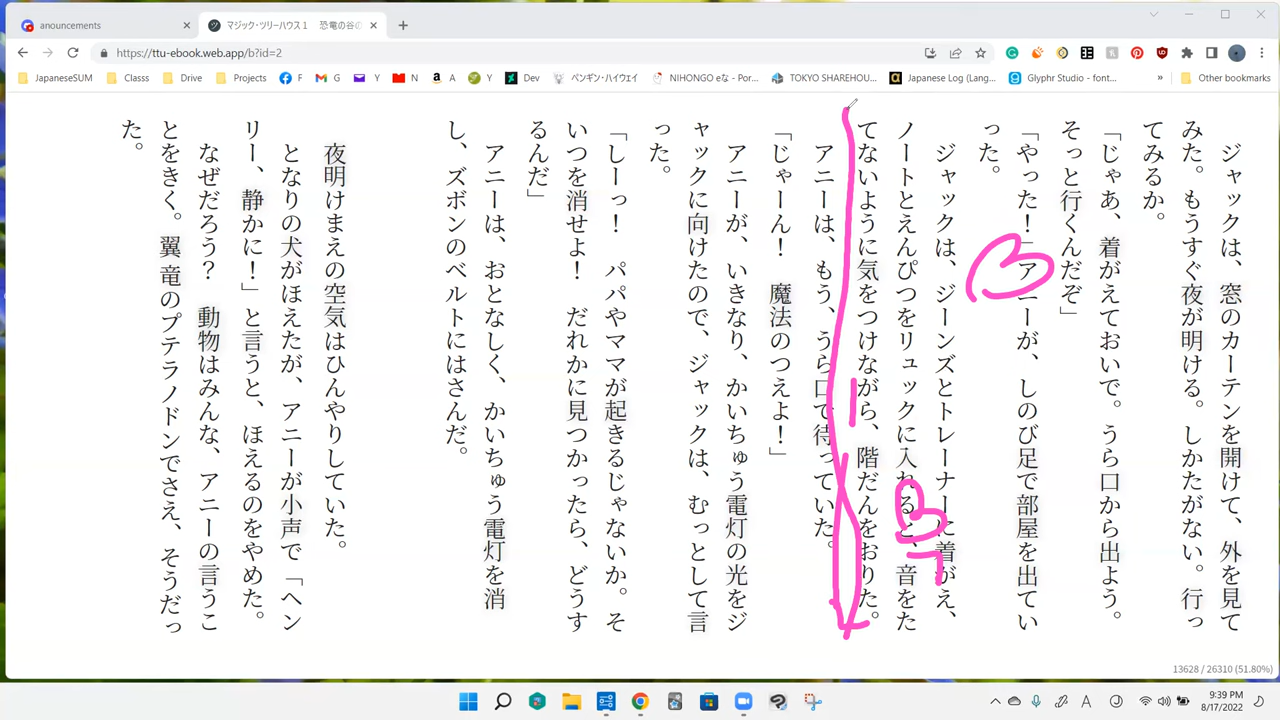 anouncements
マジック・ツリーハウス１　恐竜の谷の
https://ttu-ebook.web.app/b?id=2
JapaneseSUM
Classs
Drive
Projects
F
G
Y
N
A
Y
Dev
ペンギン・ハイウェイ
NIHONGO eな - Por...
TOKYO SHAREHOU...
Japanese Log (Lang...
Glyphr Studio - font...
»
Other bookmarks
ジャックは、窓のカーテンを開けて、外を見て
みた。もうすぐ夜が明ける。しかたがない。行っ
てみるか。
「じゃあ、着がえておいで。うら口から出よう。
そっと行くんだぞ」
「やった！」アニーが、しのび足で部屋を出てい
った。
ジャックは、ジーンズとトレーナーに着がえ、
ノートとえんぴつをリュックに入れると、音をた
てないように気をつけながら、階だんをおりた。
アニーは、もう、うら口で待っていた。
「じゃーん！　魔法のつえよ！」
アニーが、いきなり、かいちゅう電灯の光をジ
ャックに向けたので、ジャックは、むっとして言
った。
「しーっ！　パパやママが起きるじゃないか。そ
いつを消せよ！　だれかに見つかったら、どうす
るんだ」
アニーは、おとなしく、かいちゅう電灯を消
し、ズボンのベルトにはさんだ。
夜明けまえの空気はひんやりしていた。
となりの犬がほえたが、アニーが小声で「ヘン
リー、静かに！」と言うと、ほえるのをやめた。
なぜだろう？　動物はみんな、アニーの言うこ
とをきく。翼竜のプテラノドンでさえ、そうだっ
た。
13628 / 26310 (51.80%)
9:39 PM
8/17/2022